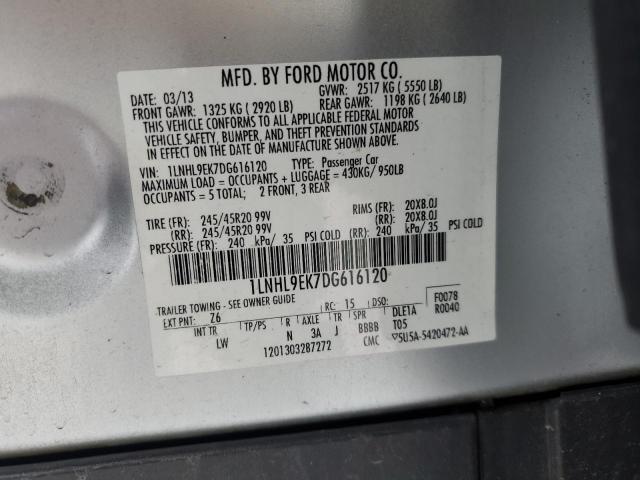 MFD. BY FORD MOTOR CO.
DATE: 03/13 GVWR: 2517 KG ( 5550 LB)
FRONT GAWR: 1325 KG ( 2920 LB) REAR GAWR: 1198 KG ( 2640 LB)
THIS VEHICLE CONFORMS TO ALL APPLICABLE FEDERAL MOTOR
VEHICLE SAFETY, BUMPER, AND THEFT PREVENTION STANDARDS
IN EFFECT ON THE DATE OF MANUFACTURE SHOWN ABOVE.
VIN: 1LNHL9EK7DG616120 TYPE: Passenger Car
MAXIMUM LOAD = OCCUPANTS + LUGGAGE = 430KG/ 950LB
OCCUPANTS = 5 TOTAL; 2 FRONT, 3 REAR
TIRE (FR): 245/45R20 99V RIMS (FR): 20X8.0J
(RR): 245/45R20 99V (RR): 20X8.0J
PRESSURE (FR): 240 kPa/ 35 PSI COLD (RR): 240 kPa/ 35 PSI COLD
1LNHL9EK7DG616120
TRAILER TOWING - SEE OWNER GUIDE
EXT PNT: Z6 RC: 15 DSO: F0078
INT TR TP/PS R AXLE TR SPR DLETA R0040
LW N 3A J BBBB T05
1201303287272 CMC 5U5A-5420472-AA